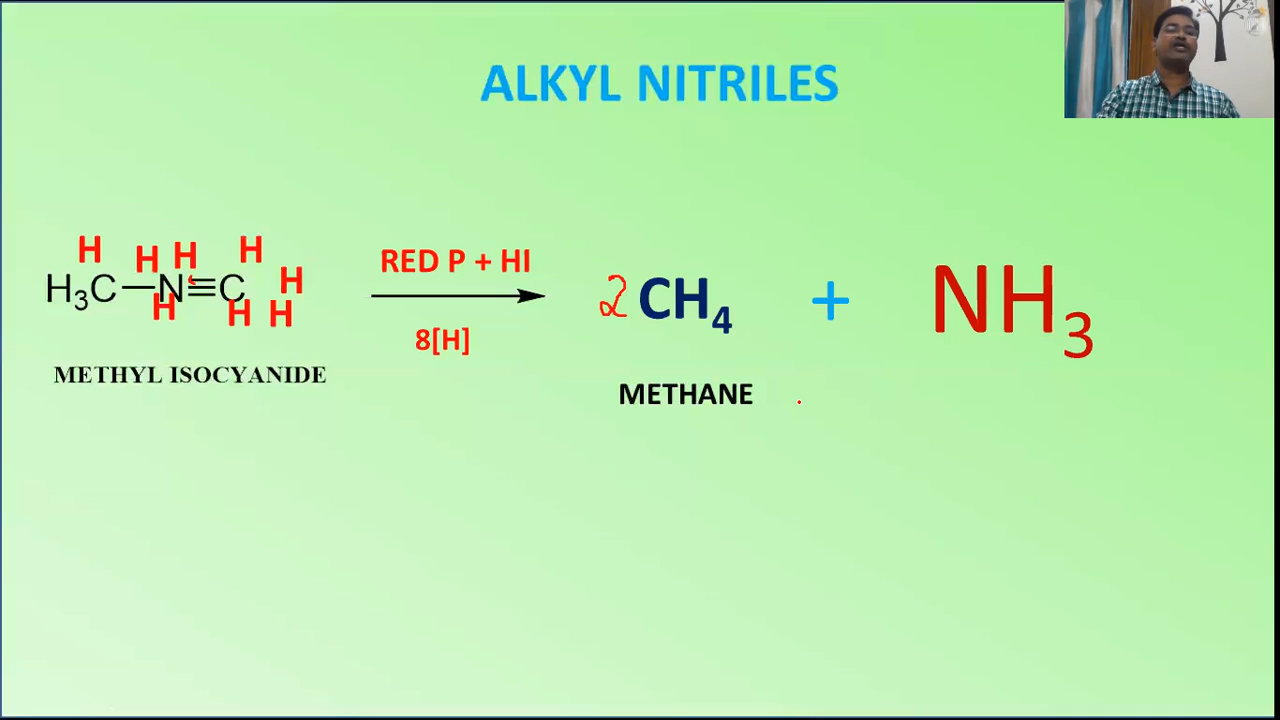 ALKYL NITRILES
H H H H
H₃C—N≡C H
H H H
METHYL ISOCYANIDE
RED P + HI
8[H]
2 CH₄ + NH₃
METHANE